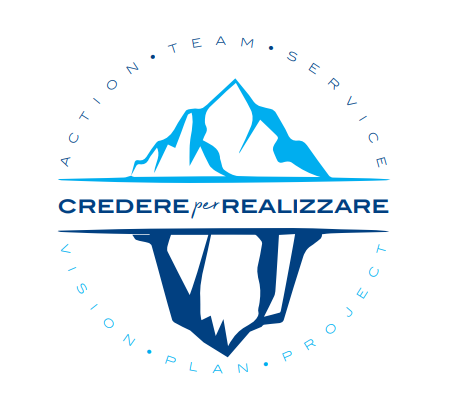 ACTION • TEAM • SERVICE
CREDERE per REALIZZARE
VISION • PLAN • PROJECT